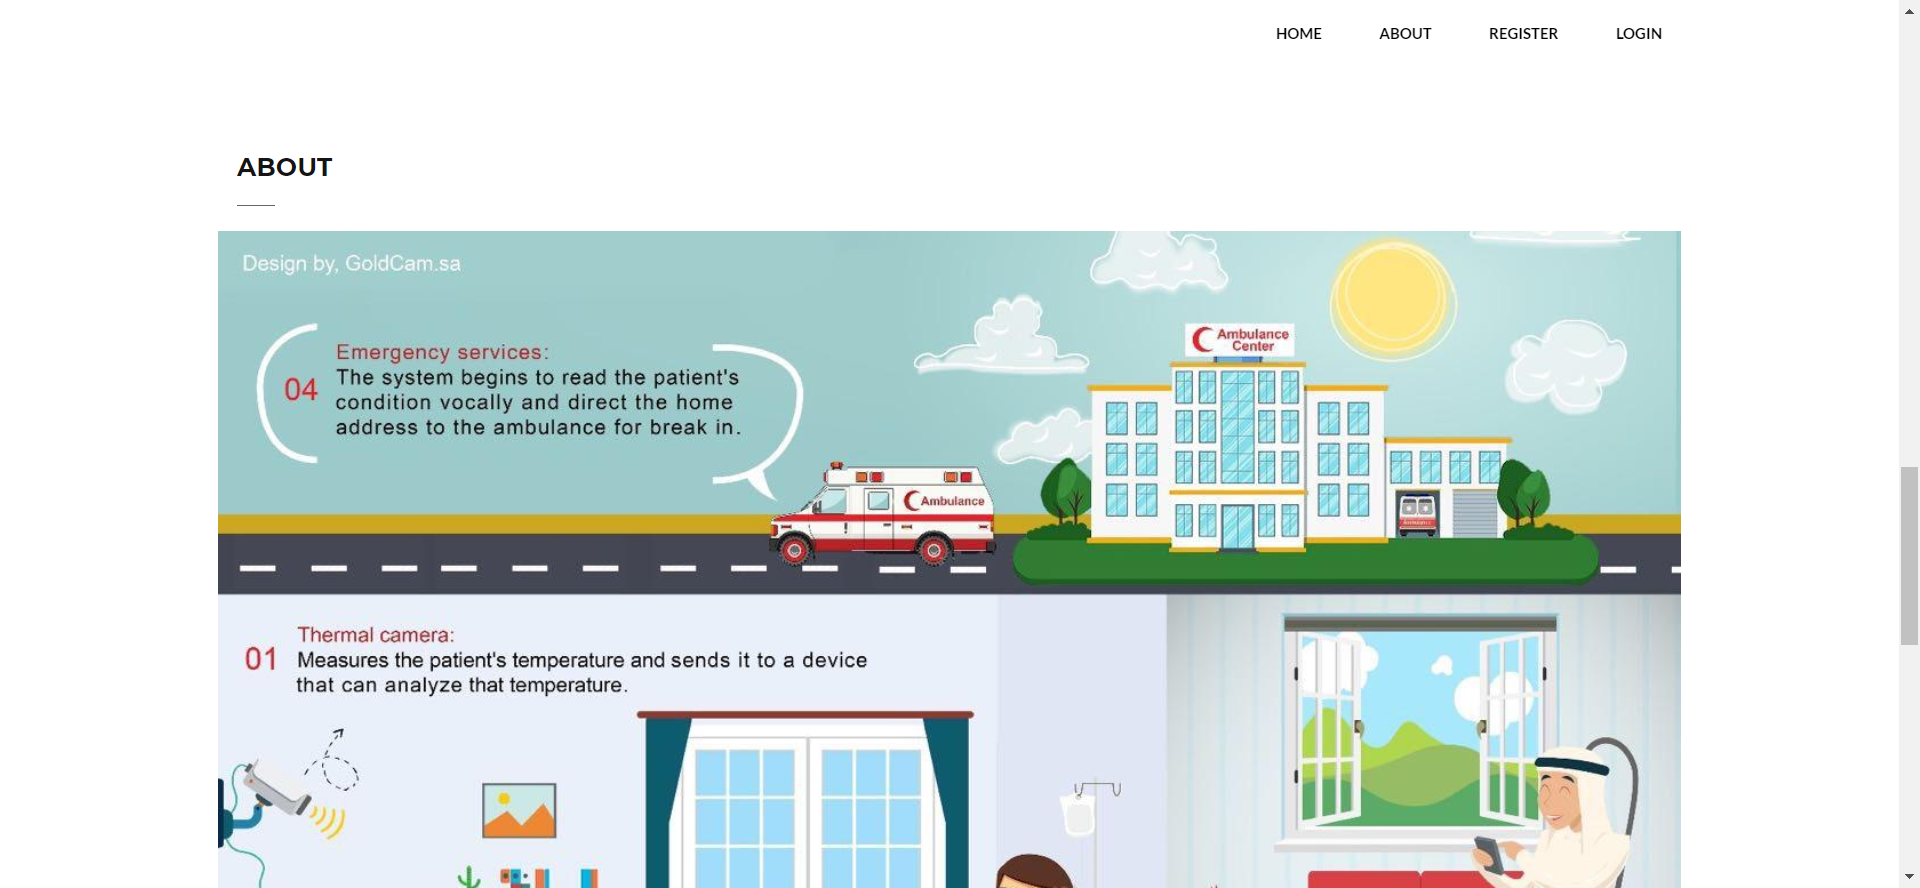 HOME ABOUT REGISTER LOGIN
ABOUT
Design by, GoldCam.sa
Ambulance
Center
04
Emergency services:
The system begins to read the patient's
condition vocally and direct the home
address to the ambulance for break in.
Ambulance
Ambulance
01
Thermal camera:
Measures the patient's temperature and sends it to a device
that can analyze that temperature.